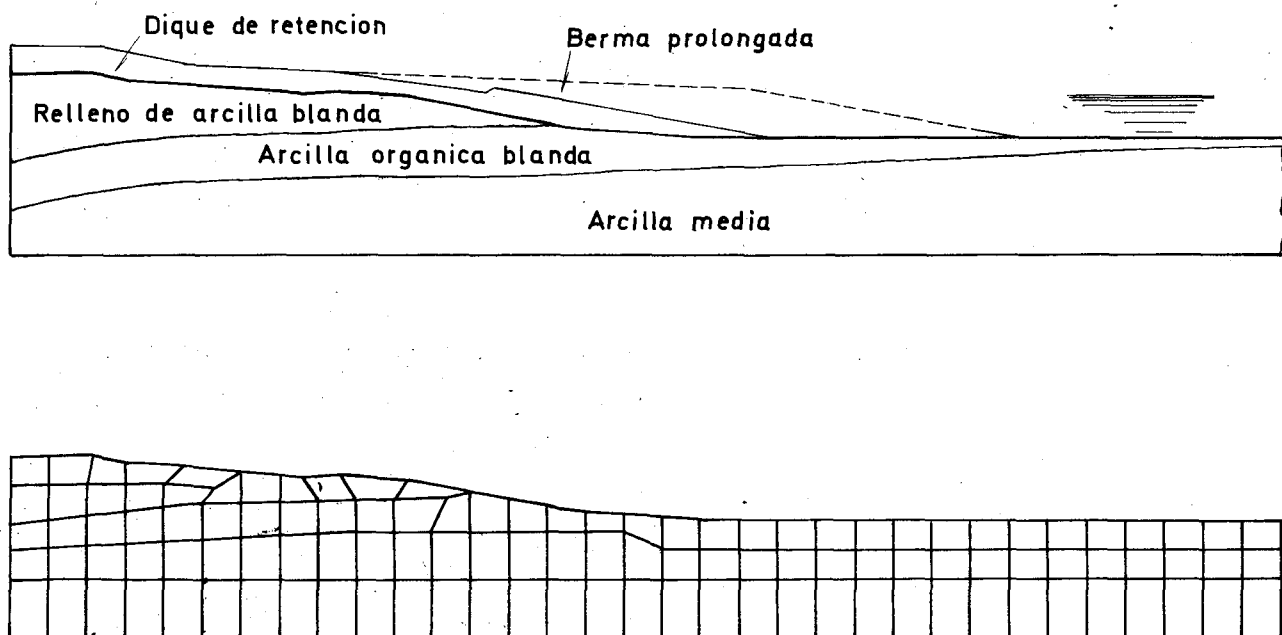 Dique de retencion
Berma prolongada
Relleno de arcilla blanda
Arcilla organica blanda
Arcilla media